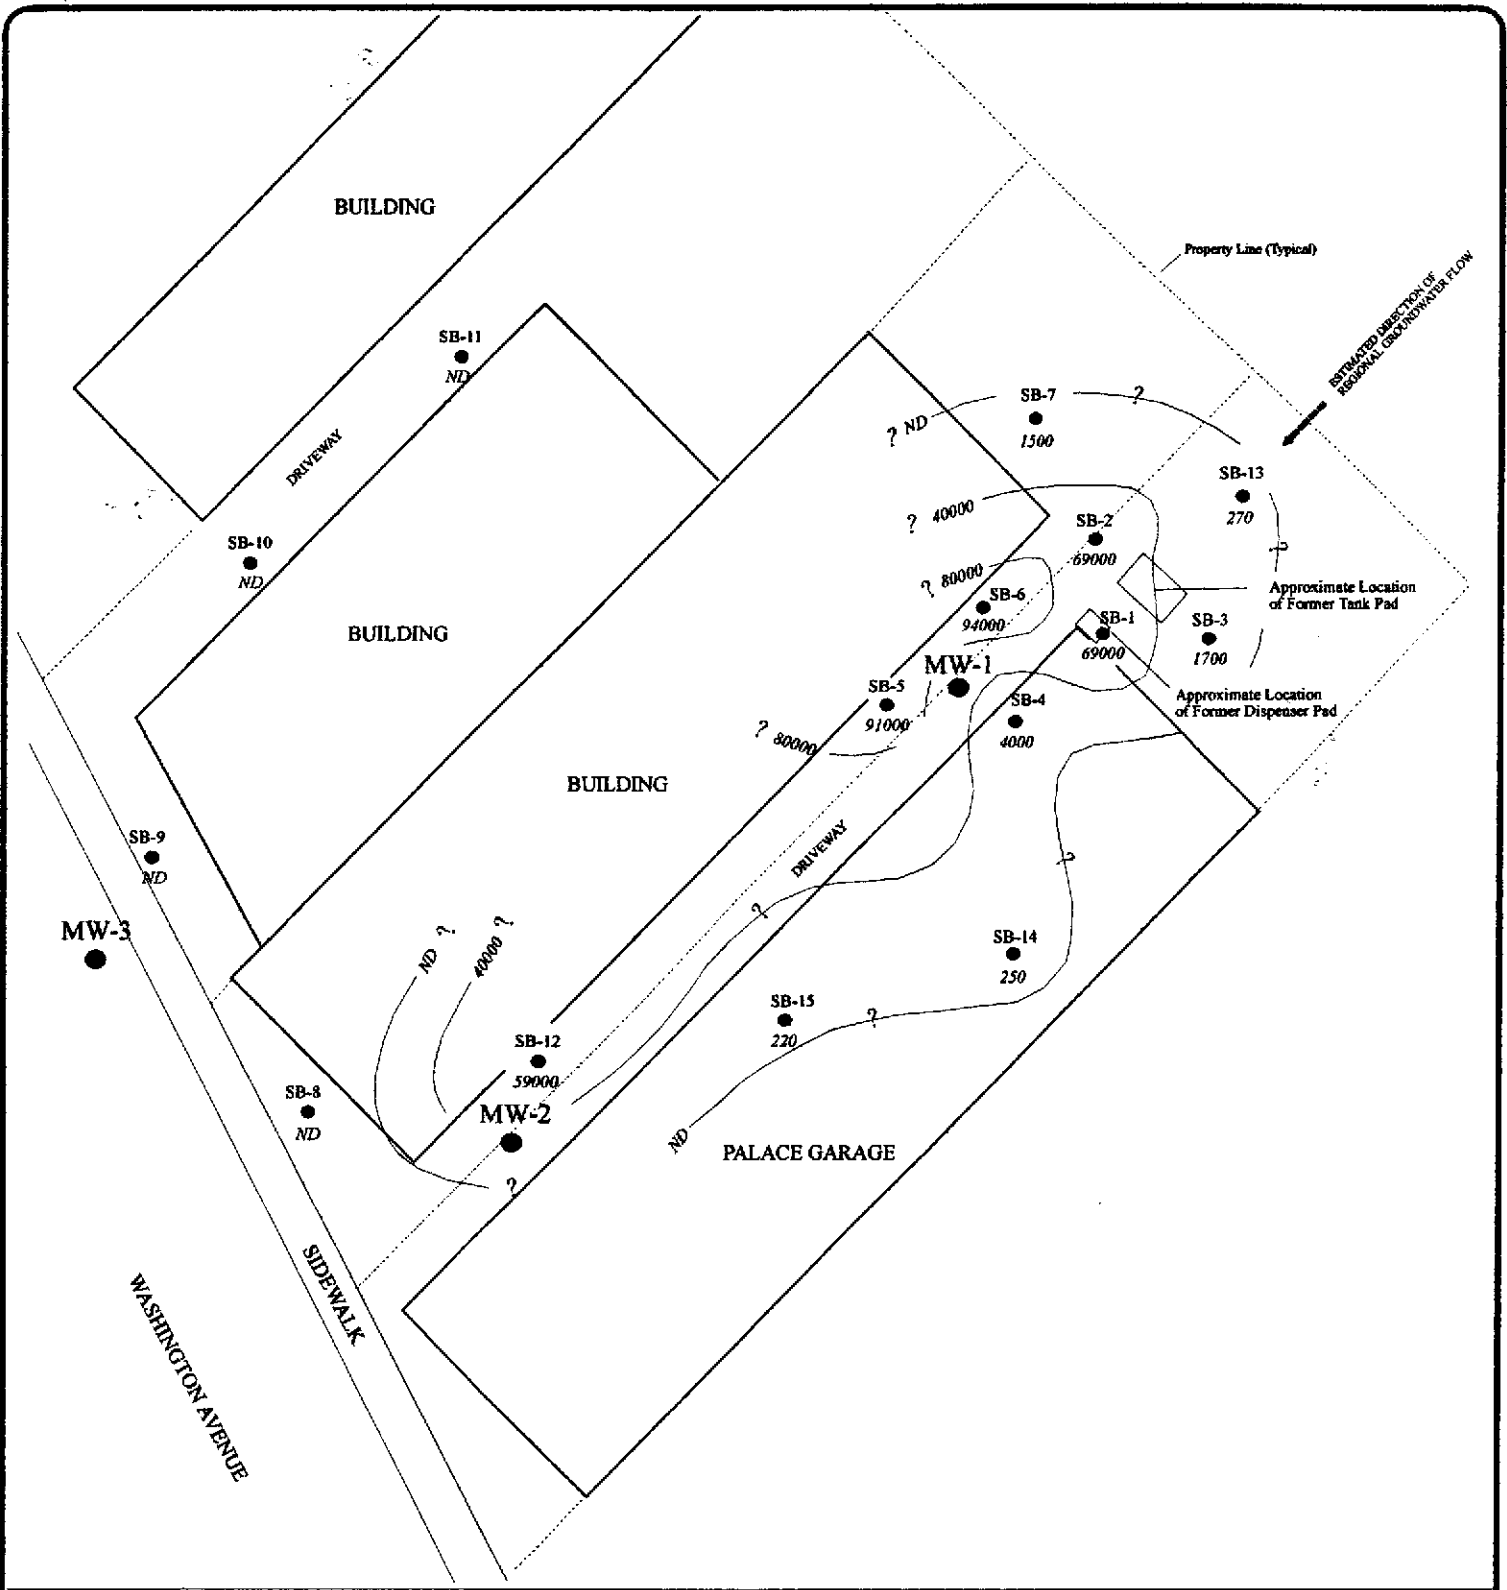 BUILDING
Property Line (Typical)
ESTIMATED DIRECTION OF
REGIONAL GROUNDWATER FLOW
SB-11
ND
DRIVEWAY
SB-7
1500
?
? ND
SB-13
270
? 40000
SB-2
69000
SB-10
ND
?
? 80000
SB-6
94000
Approximate Location
of Former Tank Pad
BUILDING
SB-1
69000
SB-3
1700
MW-1
SB-5
91000
SB-4
4000
Approximate Location
of Former Dispenser Pad
? 80000
BUILDING
SB-9
ND
DRIVEWAY
?
?
MW-3
ND ?
40000 ?
SB-14
250
SB-15
220
?
SB-12
59000
SB-8
ND
MW-2
ND
PALACE GARAGE
?
SIDEWALK
WASHINGTON AVENUE